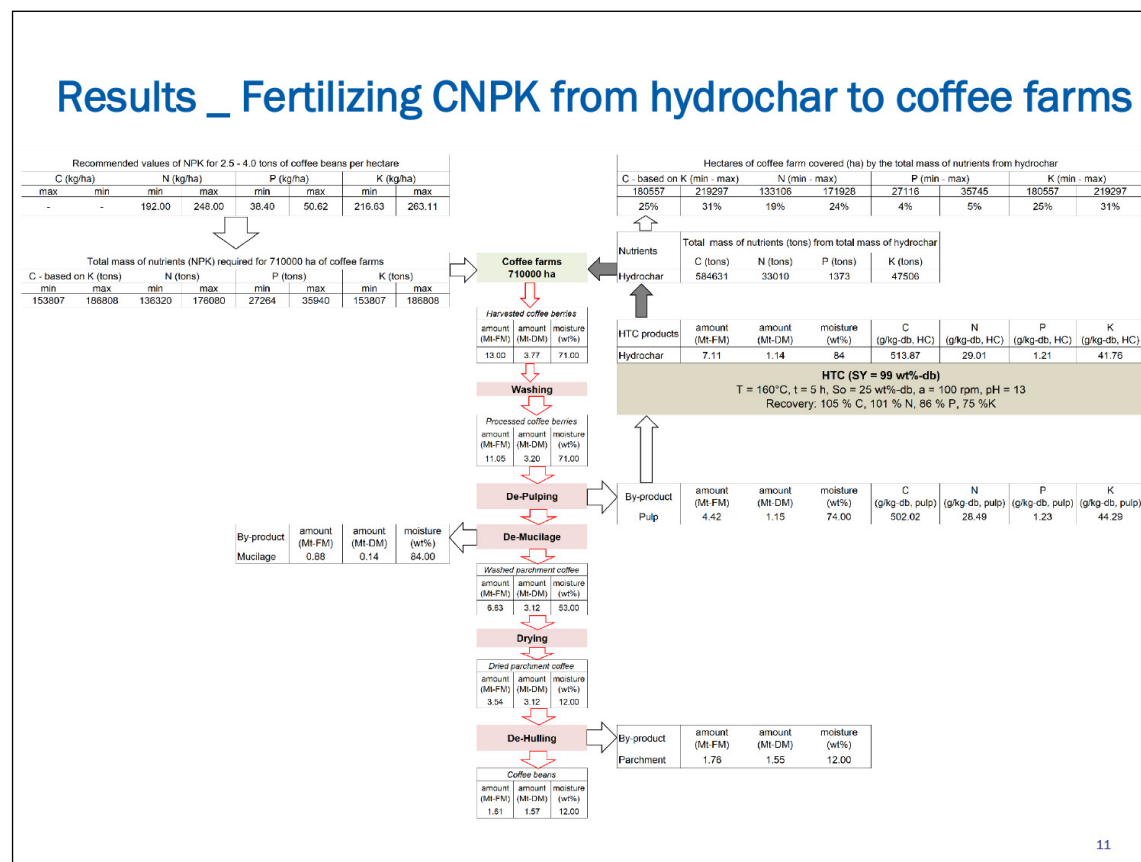 Results _ Fertilizing CNPK from hydrochar to coffee farms
Recommended values of NPK for 2.5 - 4.0 tons of coffee beans per hectare
C (kg/ha) N (kg/ha) P (kg/ha) K (kg/ha)
max min min max min max min max
- - 192.00 248.00 38.40 50.62 216.63 263.11
Total mass of nutrients (NPK) required for 710000 ha of coffee farms
C - based on K (tons) N (tons) P (tons) K (tons)
min max min max min max min max
153807 186808 136320 176080 27264 35940 153807 186808
Hectares of coffee farm covered (ha) by the total mass of nutrients from hydrochar
C - based on K (min - max) N (min - max) P (min - max) K (min - max)
180557 219297 133106 171928 27116 35745 180557 219297
25% 31% 19% 24% 4% 5% 25% 31%
Nutrients Total mass of nutrients (tons) from total mass of hydrochar
C (tons) N (tons) P (tons) K (tons)
Hydrochar 584631 33010 1373 47506
Coffee farms
710000 ha
Harvested coffee berries
amount amount moisture
(Mt-FM) (Mt-DM) (wt%)
13.00 3.77 71.00
HTC products amount amount moisture C N P K
(Mt-FM) (Mt-DM) (wt%) (g/kg-db, HC) (g/kg-db, HC) (g/kg-db, HC) (g/kg-db, HC)
Hydrochar 7.11 1.14 84 513.87 29.01 1.21 41.76
HTC (SY = 99 wt%-db)
T = 160°C, t = 5 h, So = 25 wt%-db, a = 100 rpm, pH = 13
Recovery: 105 % C, 101 % N, 86 % P, 75 %K
Washing
Processed coffee berries
amount amount moisture
(Mt-FM) (Mt-DM) (wt%)
11.05 3.20 71.00
De-Pulping
By-product amount amount moisture C N P K
(Mt-FM) (Mt-DM) (wt%) (g/kg-db, pulp) (g/kg-db, pulp) (g/kg-db, pulp) (g/kg-db, pulp)
Pulp 4.42 1.15 74.00 502.02 28.49 1.23 44.29
De-Mucilage
By-product amount amount moisture
(Mt-FM) (Mt-DM) (wt%)
Mucilage 0.88 0.14 84.00
Washed parchment coffee
amount amount moisture
(Mt-FM) (Mt-DM) (wt%)
6.63 3.12 53.00
Drying
Dried parchment coffee
amount amount moisture
(Mt-FM) (Mt-DM) (wt%)
3.54 3.12 12.00
De-Hulling
By-product amount amount moisture
(Mt-FM) (Mt-DM) (wt%)
Parchment 1.76 1.55 12.00
Coffee beans
amount amount moisture
(Mt-FM) (Mt-DM) (wt%)
1.61 1.57 12.00
11